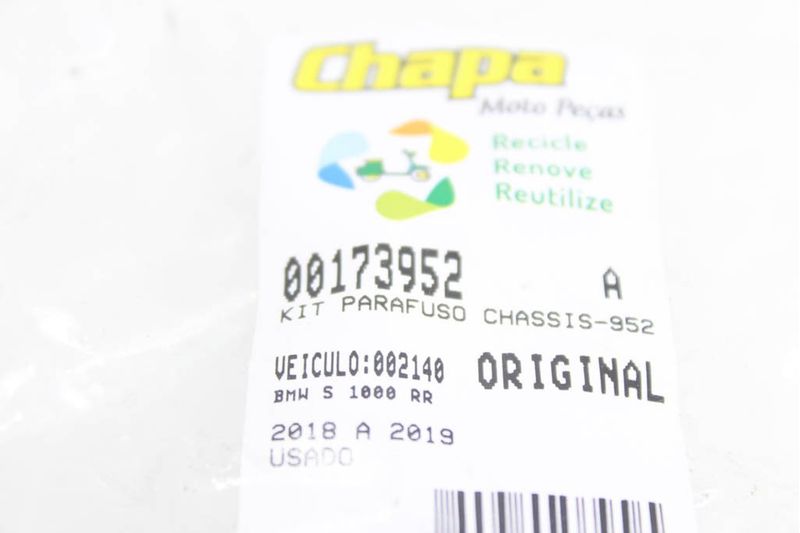 Chapa
Moto Peças
Recicle
Renove
Reutilize
00173952 A
KIT PARAFUSO CHASSIS-952
VEICULO:002140 ORIGINAL
BMW S 1000 RR
2018 A 2019
USADO